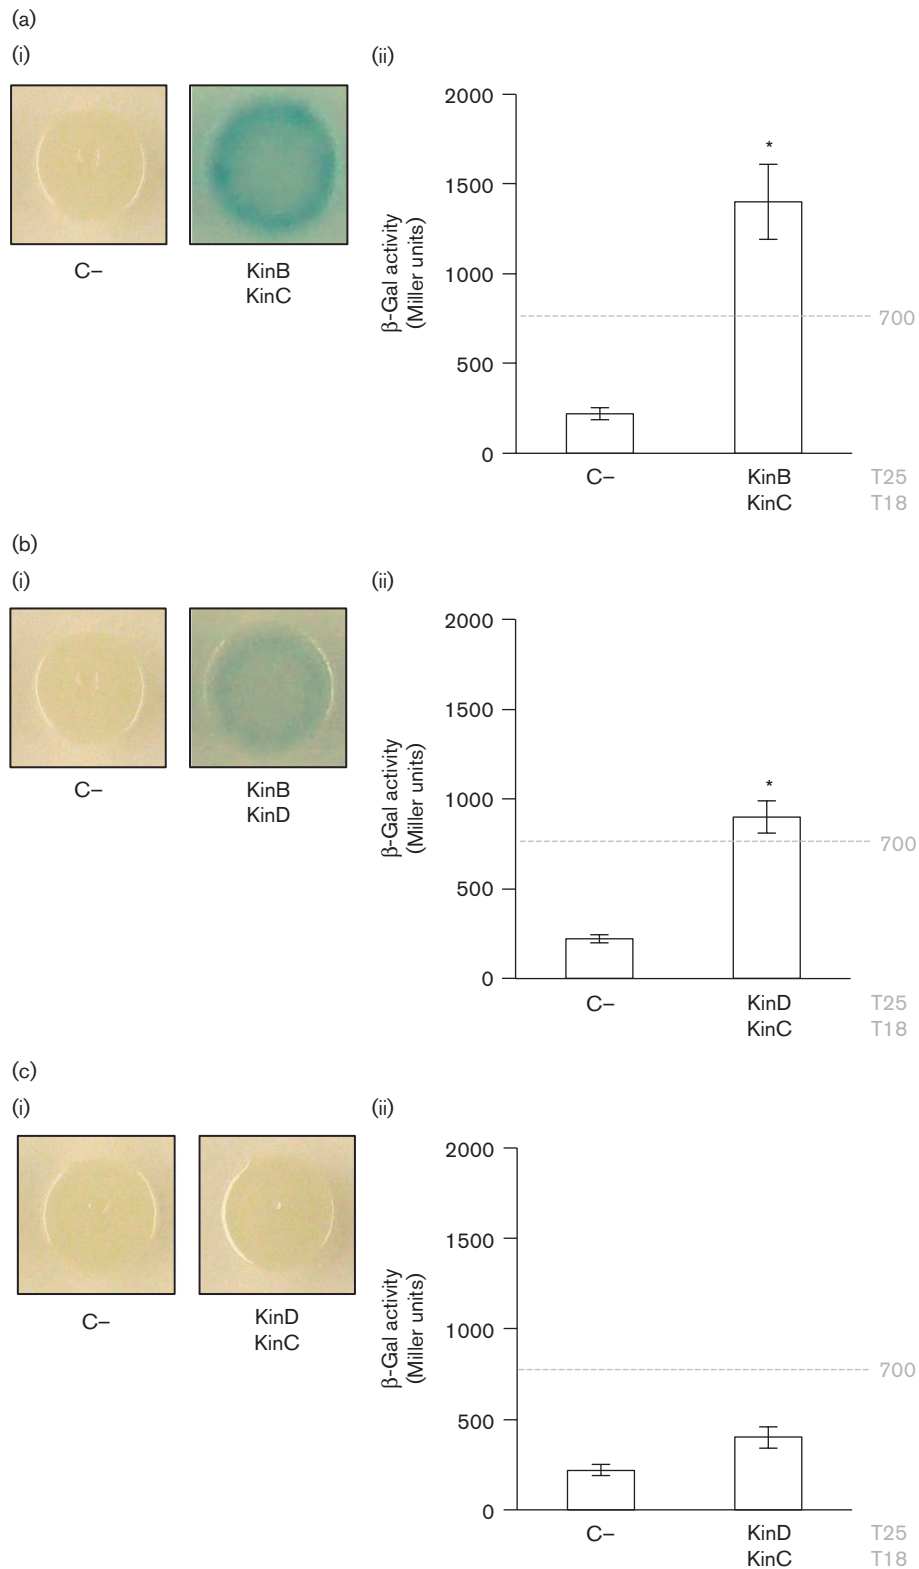 (a)
(i)
(ii)
C–
KinB
KinC
β-Gal activity
(Miller units)
2000
1500
1000
500
0
*
700
C–
KinB
KinC
T25
T18
(b)
(i)
(ii)
C–
KinB
KinD
β-Gal activity
(Miller units)
2000
1500
1000
500
0
*
700
C–
KinD
KinC
T25
T18
(c)
(i)
(ii)
C–
KinD
KinC
β-Gal activity
(Miller units)
2000
1500
1000
500
0
700
C–
KinD
KinC
T25
T18